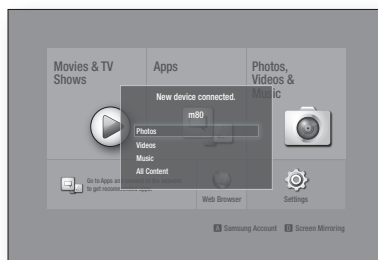 Movies & TV
Shows
Apps
Photos,
Videos &
Music
New device connected.
m80
Photos
Videos
Music
All Content
Go to Apps an
to get recom
Web Browser
Settings
A Samsung Account D Screen Mirroring